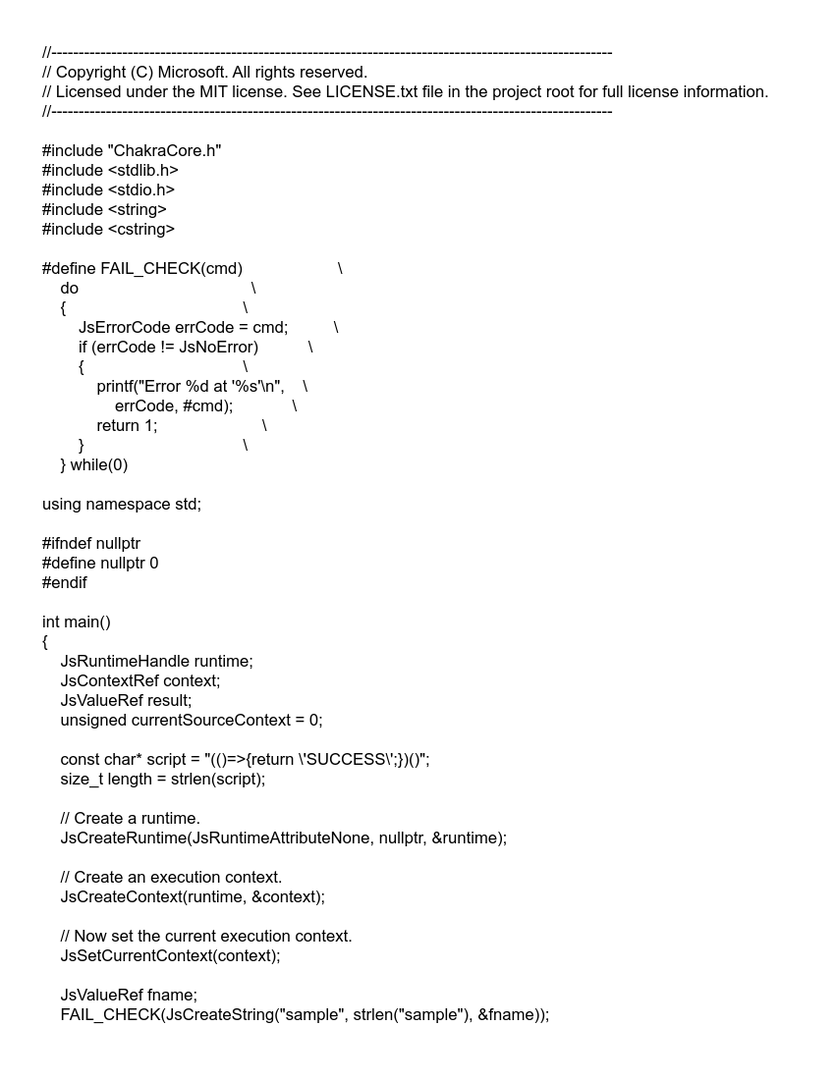 //-------------------------------------------------------------------------------------------------------
// Copyright (C) Microsoft. All rights reserved.
// Licensed under the MIT license. See LICENSE.txt file in the project root for full license information.
//-------------------------------------------------------------------------------------------------------

#include "ChakraCore.h"
#include <stdlib.h>
#include <stdio.h>
#include <string>
#include <cstring>

#define FAIL_CHECK(cmd)                     \
    do                                      \
    {                                       \
        JsErrorCode errCode = cmd;          \
        if (errCode != JsNoError)           \
        {                                   \
            printf("Error %d at '%s'\n",    \
                errCode, #cmd);             \
            return 1;                       \
        }                                   \
    } while(0)

using namespace std;

#ifndef nullptr
#define nullptr 0
#endif

int main()
{
    JsRuntimeHandle runtime;
    JsContextRef context;
    JsValueRef result;
    unsigned currentSourceContext = 0;

    const char* script = "(()=>{return \'SUCCESS\';})()";
    size_t length = strlen(script);

    // Create a runtime.
    JsCreateRuntime(JsRuntimeAttributeNone, nullptr, &runtime);

    // Create an execution context.
    JsCreateContext(runtime, &context);

    // Now set the current execution context.
    JsSetCurrentContext(context);

    JsValueRef fname;
    FAIL_CHECK(JsCreateString("sample", strlen("sample"), &fname));